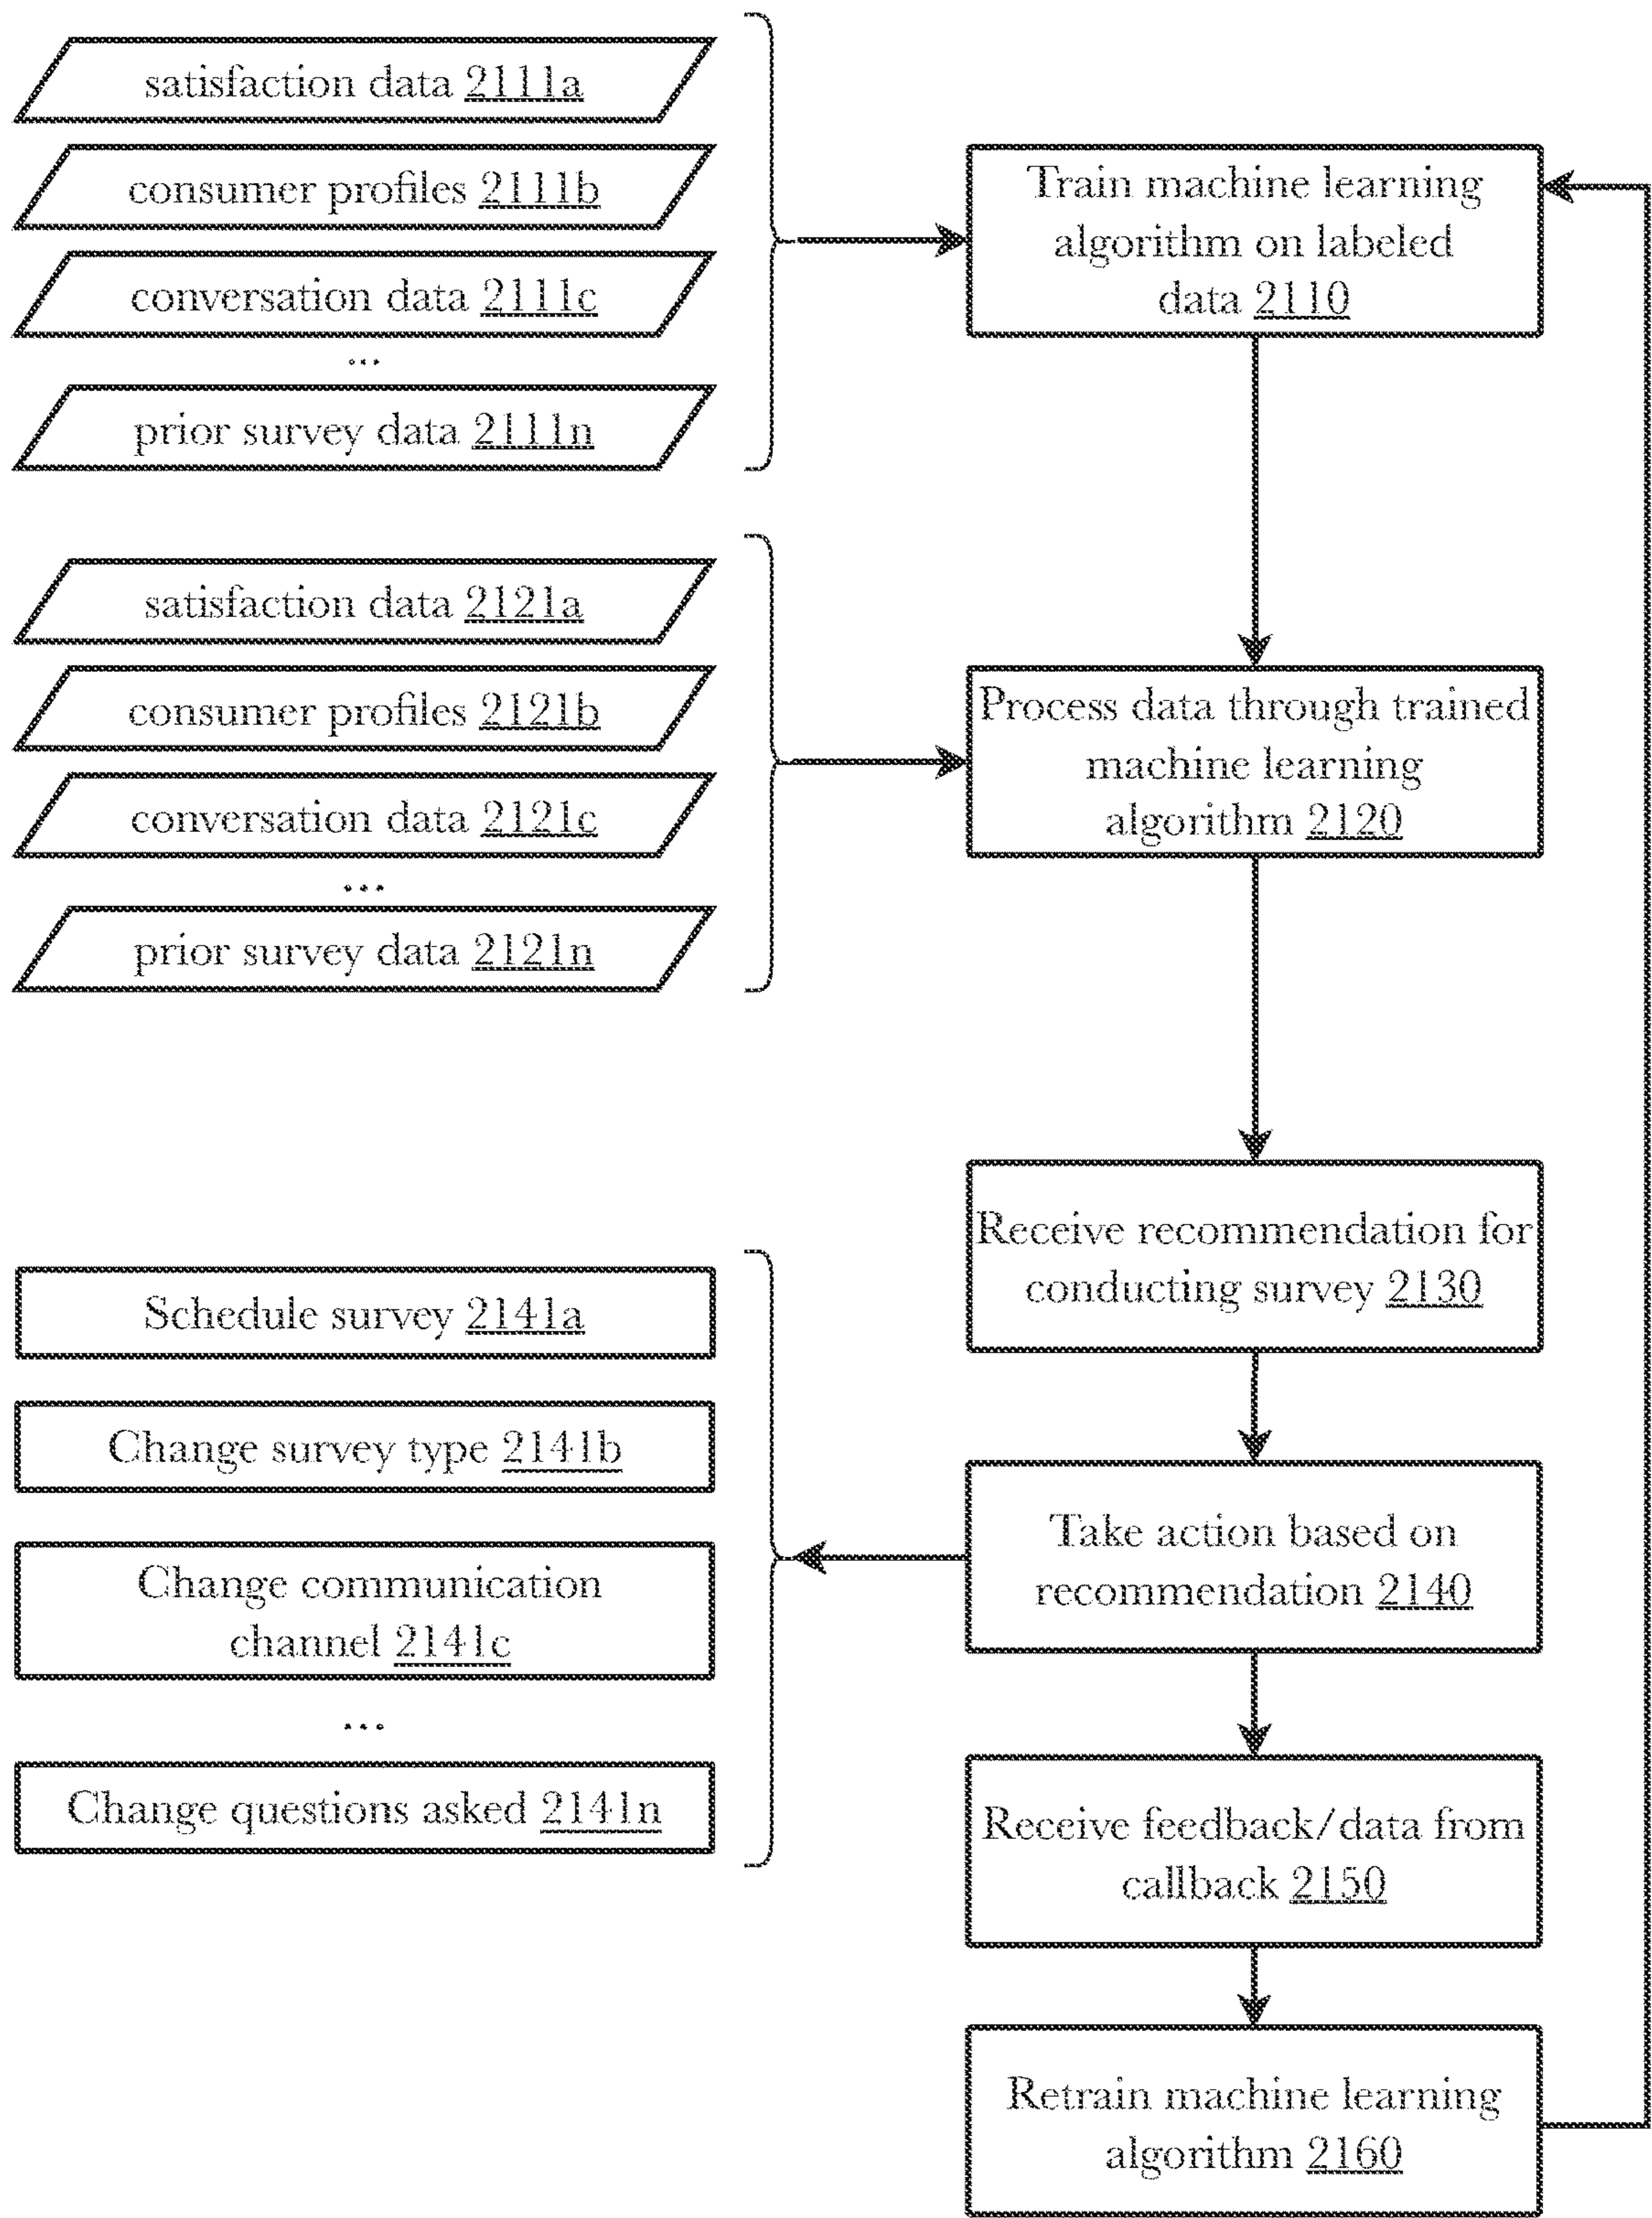 satisfaction data 2111a
consumer profiles 2111b
conversation data 2111c
...
prior survey data 2111n
Train machine learning
algorithm on labeled
data 2110
satisfaction data 2121a
consumer profiles 2121b
conversation data 2121c
...
prior survey data 2121n
Process data through trained
machine learning
algorithm 2120
Receive recommendation for
conducting survey 2130
Schedule survey 2141a
Change survey type 2141b
Change communication
channel 2141c
...
Change questions asked 2141n
Take action based on
recommendation 2140
Receive feedback/data from
callback 2150
Retrain machine learning
algorithm 2160